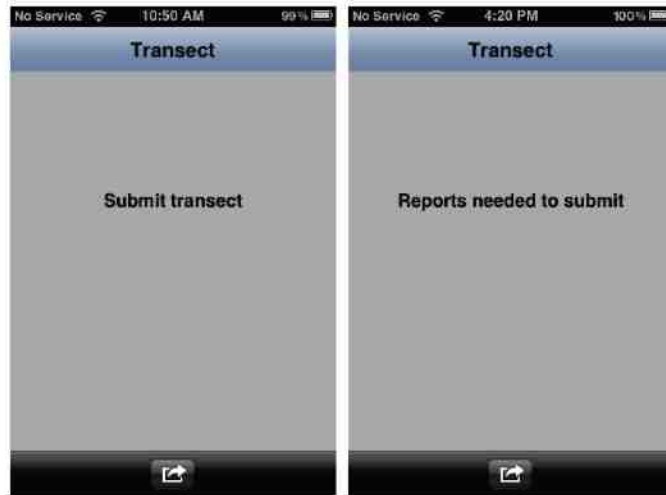 No Service 10:50 AM 99%
Transect
Submit transect
No Service 4:20 PM 100%
Transect
Reports needed to submit